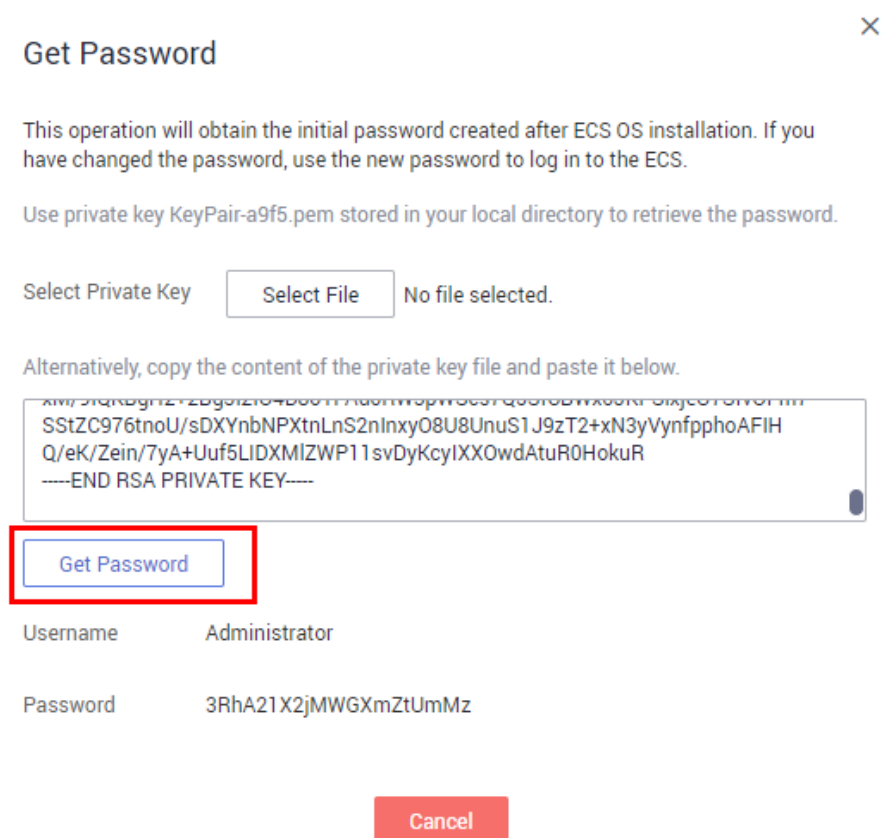 Get Password
This operation will obtain the initial password created after ECS OS installation. If you
have changed the password, use the new password to log in to the ECS.
Use private key KeyPair-a9f5.pem stored in your local directory to retrieve the password.
Select Private Key Select File No file selected.
Alternatively, copy the content of the private key file and paste it below.
SStZC976tnoU/sDXYnbNPXtnLnS2nInxyO8U8UnuS1J9zT2+xN3yVynfpphoAFIH
Q/eK/Zein/7yA+Uuf5LIDXMlZWP11svDyKcyIXXOwdAtuR0HokuR
-----END RSA PRIVATE KEY-----
Get Password
Username Administrator
Password 3RhA21X2jMWGXmZtUmMz
Cancel